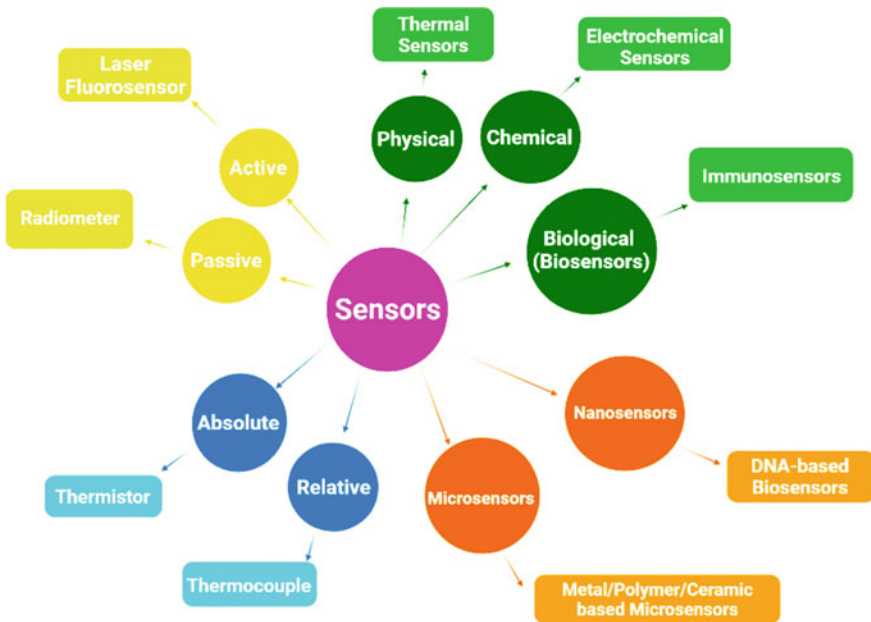 Thermal
Sensors
Electrochemical
Sensors
Laser
Fluorosensor
Physical
Chemical
Active
Immunosensors
Radiometer
Passive
Biological
(Biosensors)
Sensors
Absolute
Nanosensors
Relative
Microsensors
DNA-based
Biosensors
Thermistor
Thermocouple
Metal/Polymer/Ceramic
based Microsensors